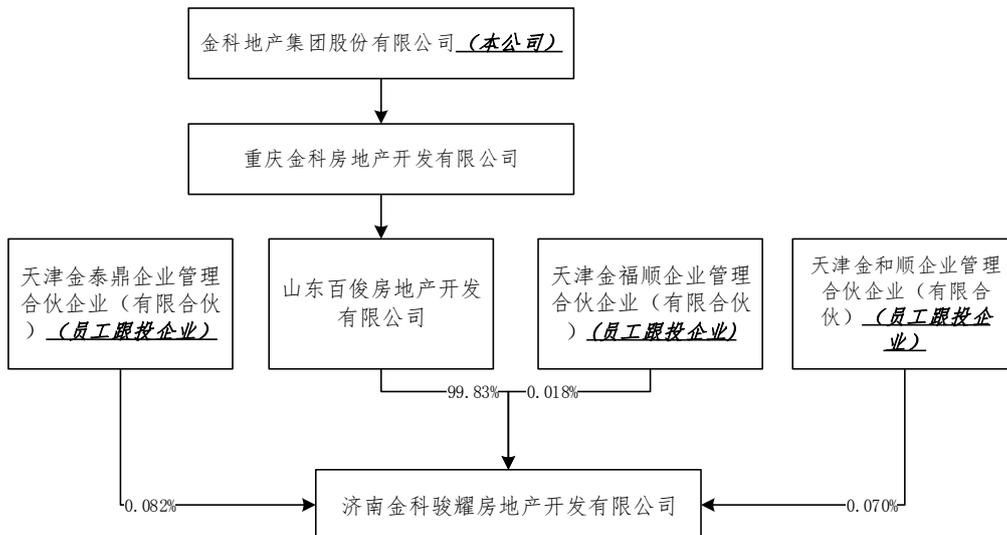 金科地产集团股份有限公司（本公司）
重庆金科房地产开发有限公司
天津金泰鼎企业管理
合伙企业（有限合伙
）（员工跟投企业）
山东百俊房地产开发
有限公司
天津金福顺企业管理
合伙企业（有限合伙
）（员工跟投企业）
天津金和顺企业管理
合伙企业（有限合
伙）（员工跟投企
业）
99.83%
0.018%
0.082%
济南金科骏耀房地产开发有限公司
0.070%